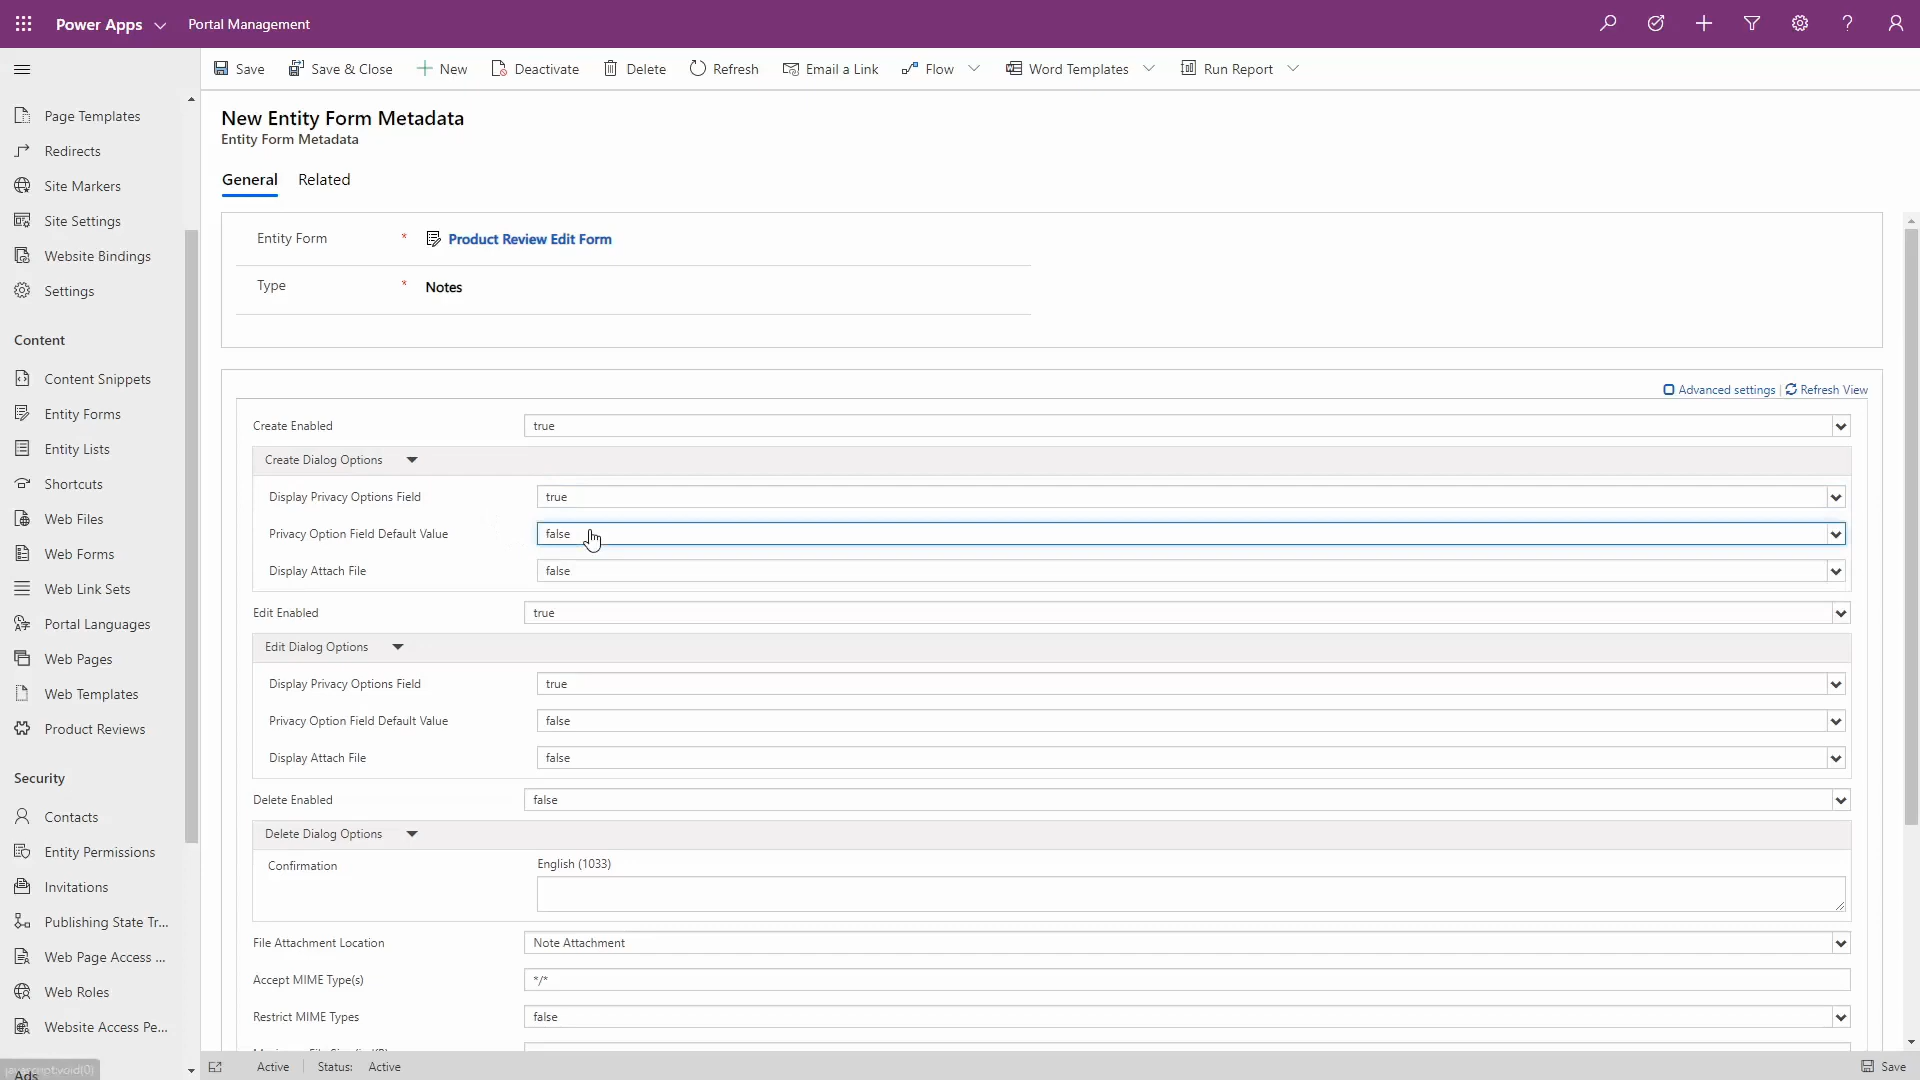 Power Apps
Portal Management
Save
Save & Close
New
Deactivate
Delete
Refresh
Email a Link
Flow
Word Templates
Run Report
Page Templates
Redirects
Site Markers
Site Settings
Website Bindings
Settings
Content
Content Snippets
Entity Forms
Entity Lists
Shortcuts
Web Files
Web Forms
Web Link Sets
Portal Languages
Web Pages
Web Templates
Product Reviews
Security
Contacts
Entity Permissions
Invitations
Publishing State Tr...
Web Page Access ...
Web Roles
Website Access Pe...
Ads
javascript:void(0)
New Entity Form Metadata
Entity Form Metadata
General Related
Entity Form * Product Review Edit Form
Type * Notes
Advanced settings | Refresh View
Create Enabled true
Create Dialog Options
Display Privacy Options Field true
Privacy Option Field Default Value false
Display Attach File false
Edit Enabled true
Edit Dialog Options
Display Privacy Options Field true
Privacy Option Field Default Value false
Display Attach File false
Delete Enabled false
Delete Dialog Options
Confirmation English (1033)
File Attachment Location Note Attachment
Accept MIME Type(s) */*
Restrict MIME Types false
Active Status: Active Save